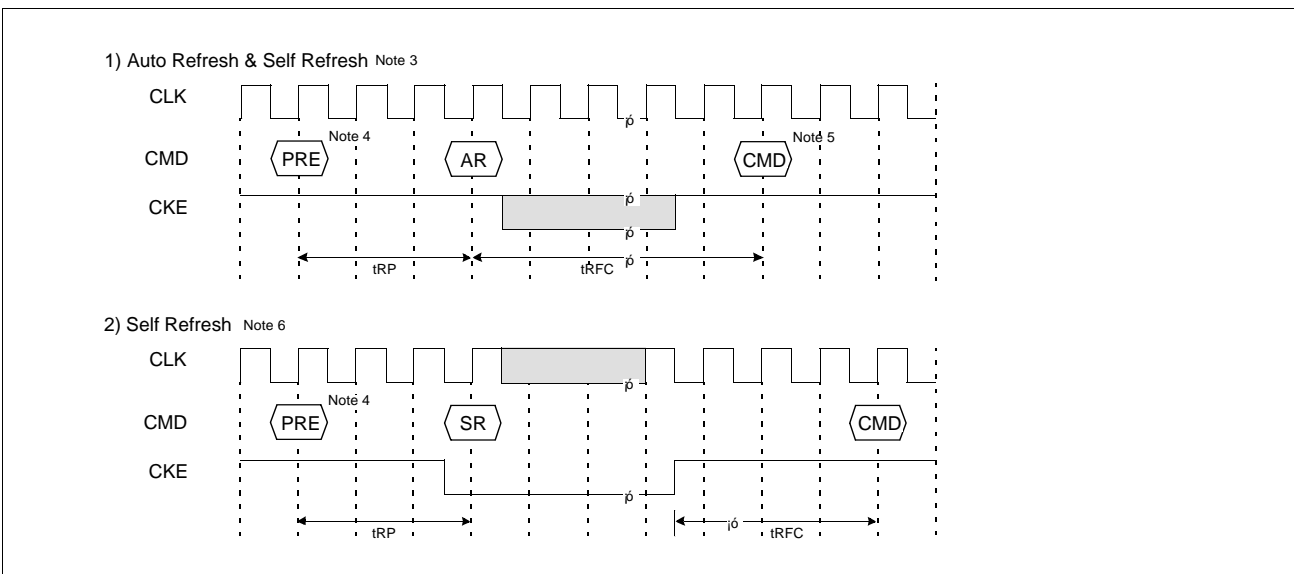 1) Auto Refresh & Self Refresh Note 3
CLK
¡ó
CMD
PRE
Note 4
AR
CMD
Note 5
CKE
¡ó
¡ó
tRP
tRFC
¡ó
2) Self Refresh Note 6
CLK
¡ó
CMD
PRE
Note 4
SR
CMD
CKE
¡ó
tRP
¡ó
tRFC